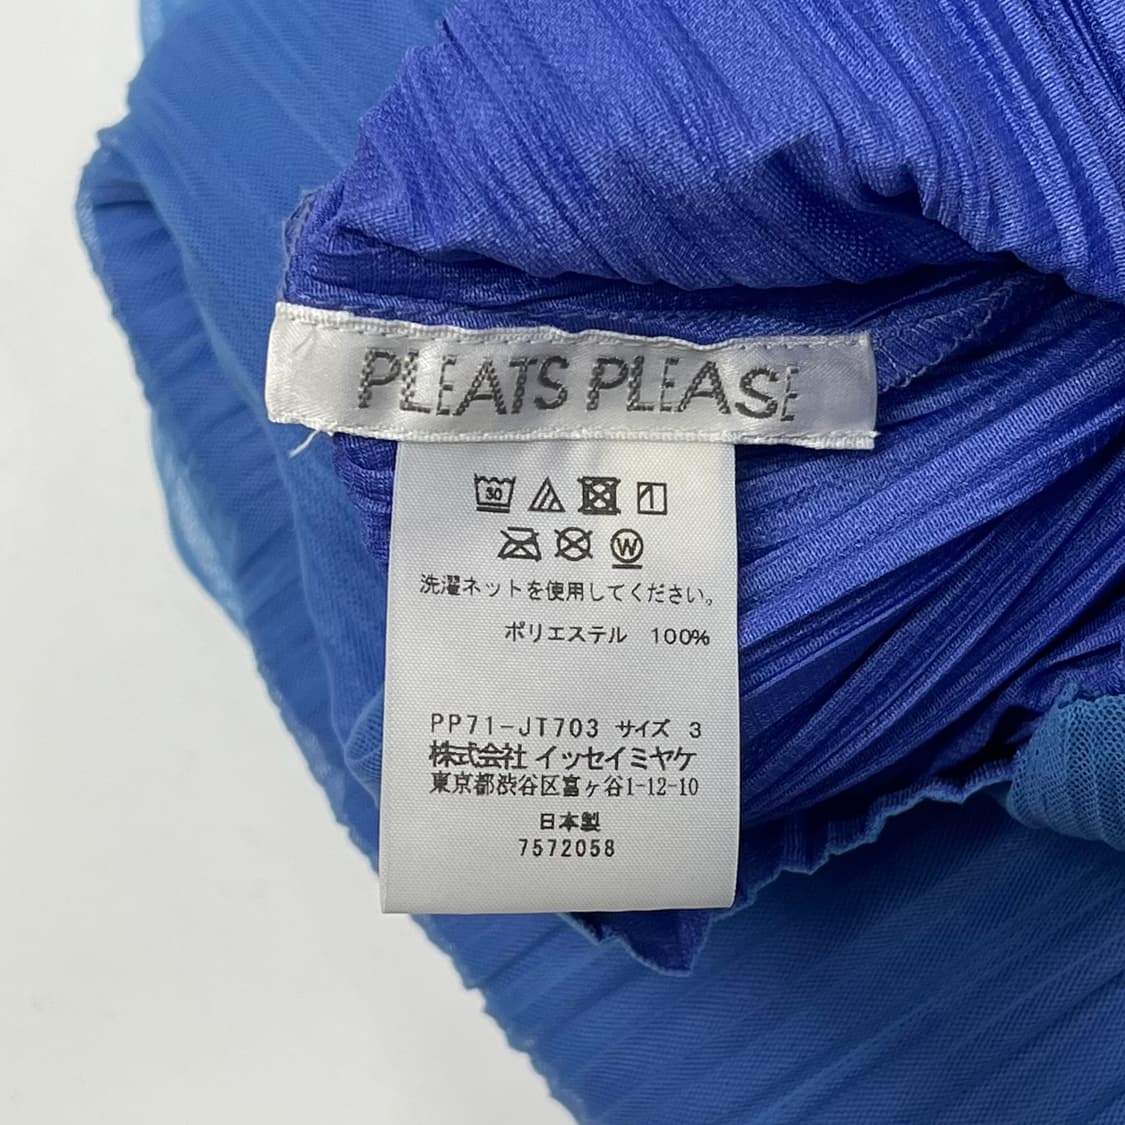 PLEATS PLEASE
30
W
洗濯ネットを使用してください。
ポリエステル 100%
PP71-JT703 サイズ 3
株式会社 イッセイミヤケ
東京都渋谷区富ヶ谷1-12-10
日本製
7572058